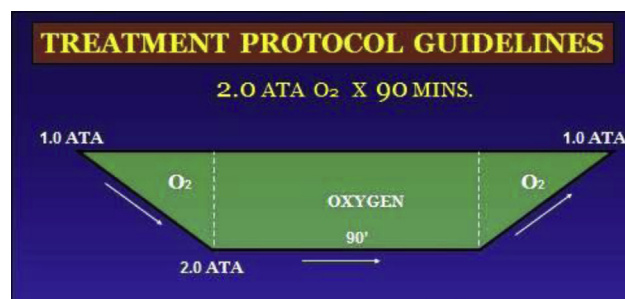 TREATMENT PROTOCOL GUIDELINES
2.0 ATA O₂ X 90 MINS.
1.0 ATA 1.0 ATA
O₂ O₂
OXYGEN
90'
2.0 ATA